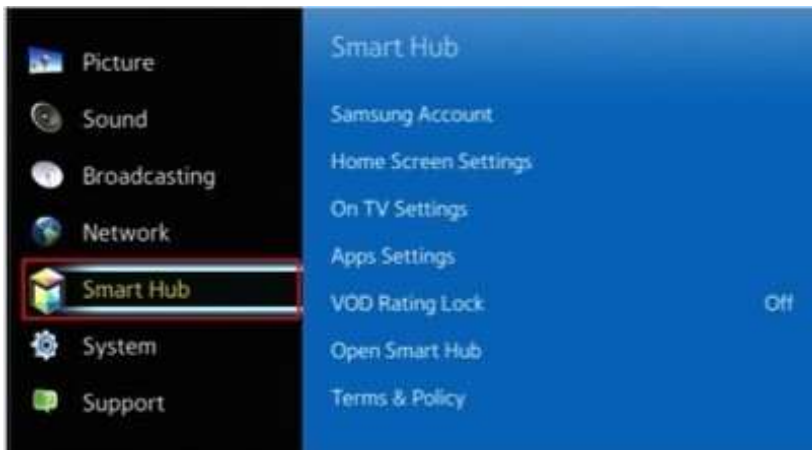 Picture
Sound
Broadcasting
Network
Smart Hub
System
Support
Smart Hub
Samsung Account
Home Screen Settings
On TV Settings
Apps Settings
VOD Rating Lock Off
Open Smart Hub
Terms & Policy